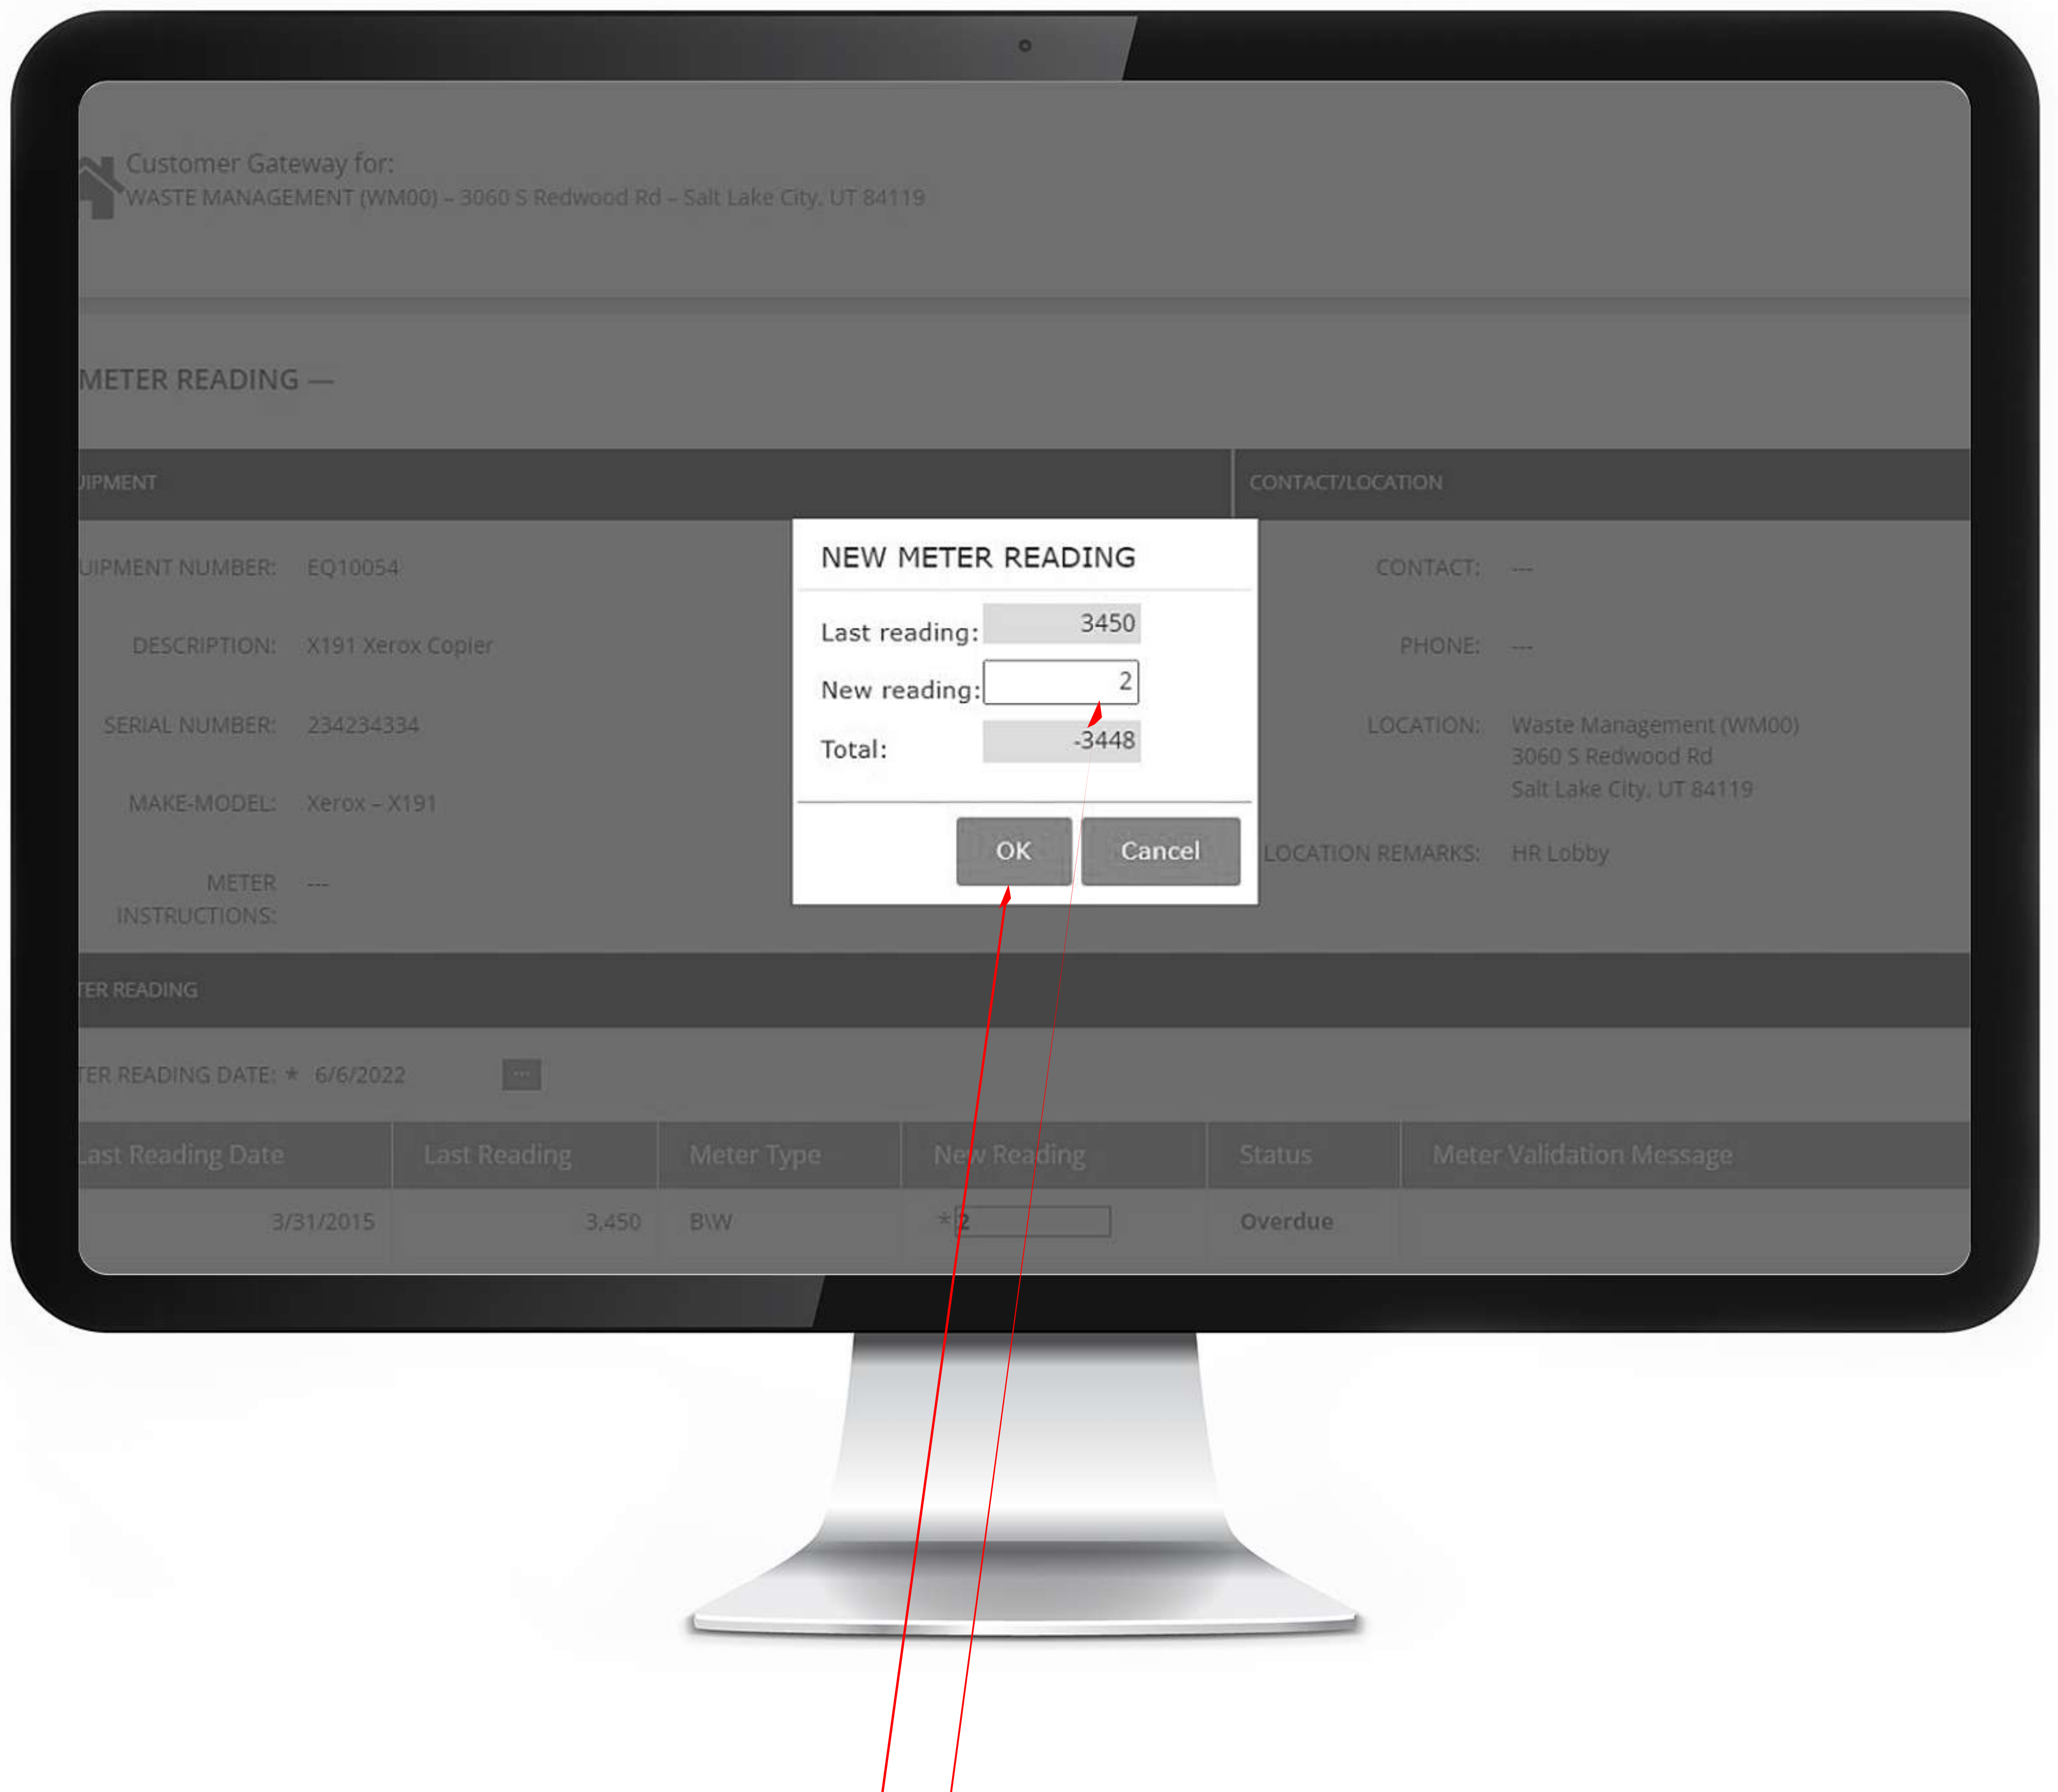 Customer Gateway for:
WASTE MANAGEMENT (WM00) – 3060 S Redwood Rd – Salt Lake City, UT 84119
METER READING —
UIPMENT
CONTACT/LOCATION
UIPMENT NUMBER: EQ10054
DESCRIPTION: X191 Xerox Copier
SERIAL NUMBER: 234234334
MAKE-MODEL: Xerox – X191
METER INSTRUCTIONS: ---
NEW METER READING
Last reading: 3450
New reading: 2
Total: -3448
OK Cancel
CONTACT: ---
PHONE: ---
LOCATION: Waste Management (WM00)
3060 S Redwood Rd
Salt Lake City, UT 84119
LOCATION REMARKS: HR Lobby
TER READING
TER READING DATE: * 6/6/2022 ...
Last Reading Date Last Reading Meter Type New Reading Status Meter Validation Message
3/31/2015 3,450 B\W * 2 Overdue